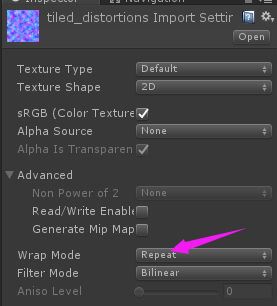 Inspector Navigation
tiled_distortions Import Settir
Open
Texture Type Default
Texture Shape 2D
sRGB (Color Texture
Alpha Source None
Alpha Is Transparen
Advanced
Non Power of 2 None
Read/Write Enable
Generate Mip Map
Wrap Mode Repeat
Filter Mode Bilinear
Aniso Level 0